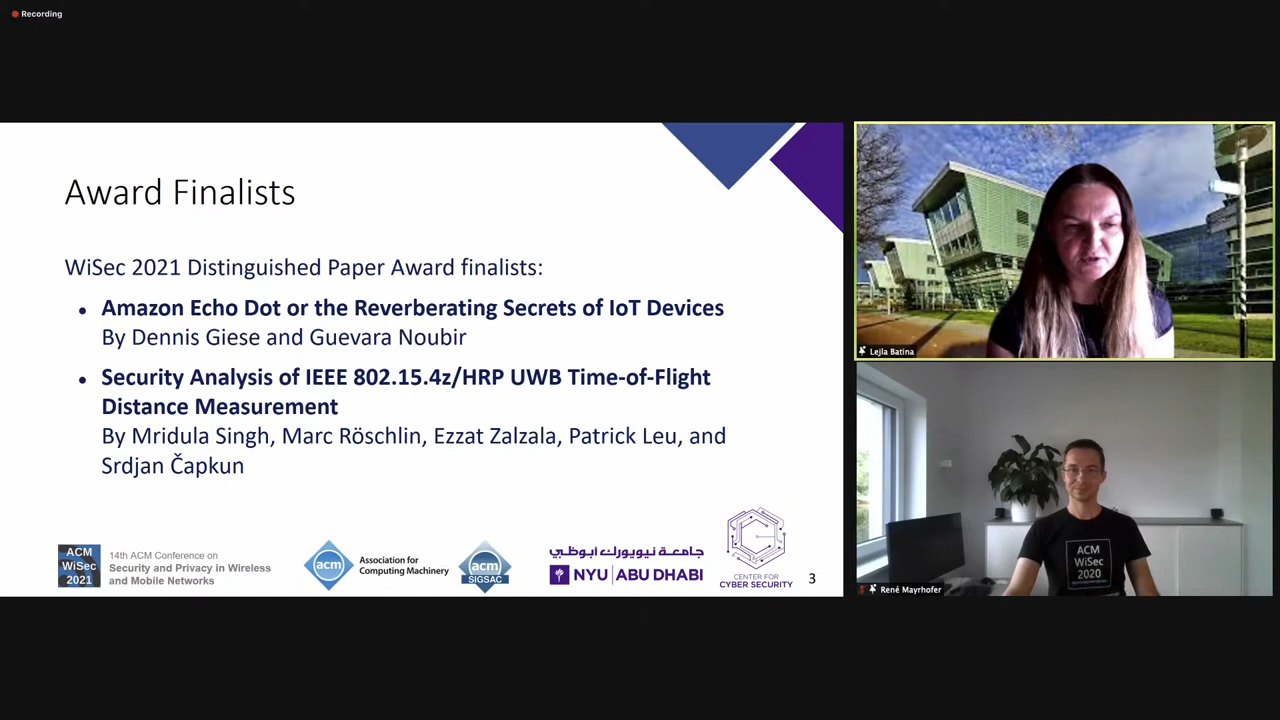 Recording
Award Finalists
WiSec 2021 Distinguished Paper Award finalists:
• Amazon Echo Dot or the Reverberating Secrets of IoT Devices
By Dennis Giese and Guevara Noubir
• Security Analysis of IEEE 802.15.4z/HRP UWB Time-of-Flight
Distance Measurement
By Mridula Singh, Marc Röschlin, Ezzat Zalzala, Patrick Leu, and
Srdjan Čapkun
ACM
WiSec
2021
14th ACM Conference on
Security and Privacy in Wireless
and Mobile Networks
acm
Association for
Computing Machinery
acm
SIGSAC
جامعة نيويورك أبوظبي
NYU | ABU DHABI
CENTER FOR
CYBER SECURITY
3
Lejla Batina
ACM
WiSec
2020
René Mayrhofer